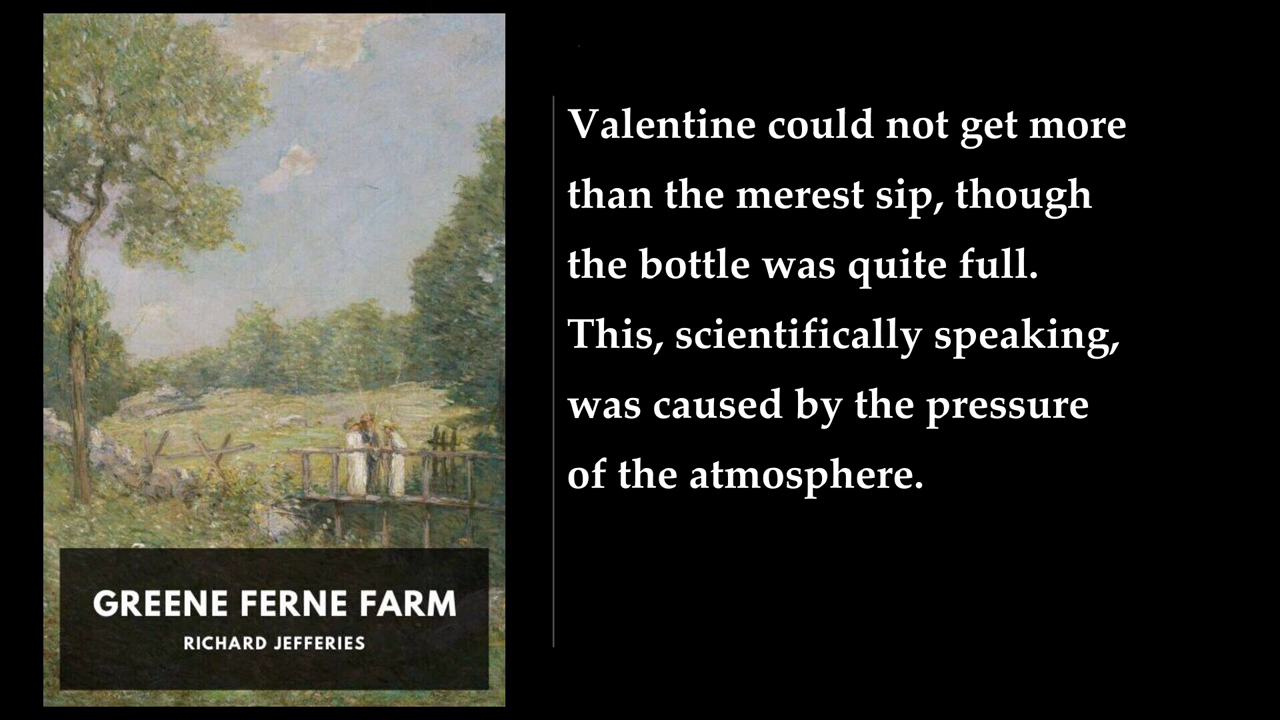 GREENE FERNE FARM
RICHARD JEFFERIES
Valentine could not get more
than the merest sip, though
the bottle was quite full.
This, scientifically speaking,
was caused by the pressure
of the atmosphere.